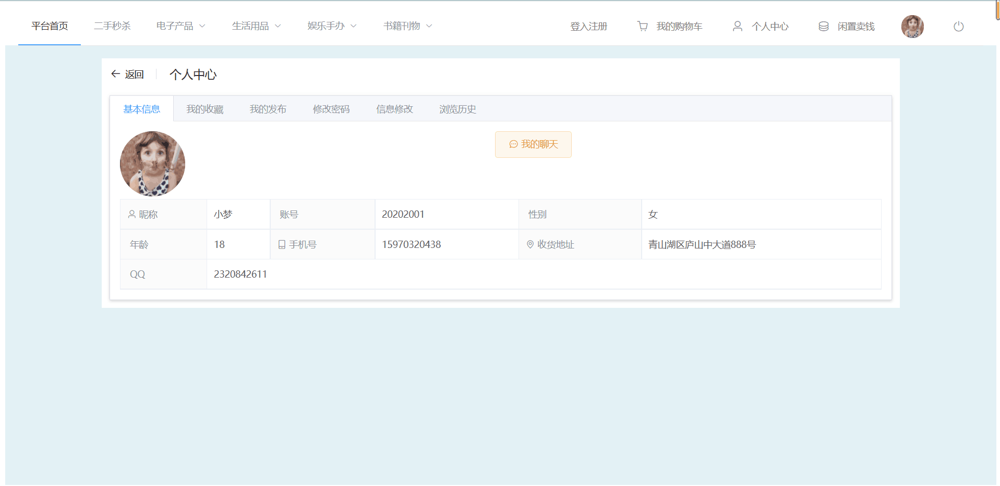 平台首页 二手秒杀 电子产品 生活用品 娱乐手办 书籍刊物 登入注册 我的购物车 个人中心 闲置卖钱
返回 个人中心
基本信息 我的收藏 我的发布 修改密码 信息修改 浏览历史
我的聊天
昵称 小梦 账号 20202001 性别 女
年龄 18 手机号 15970320438 收货地址 青山湖区庐山中大道888号
QQ 2320842611